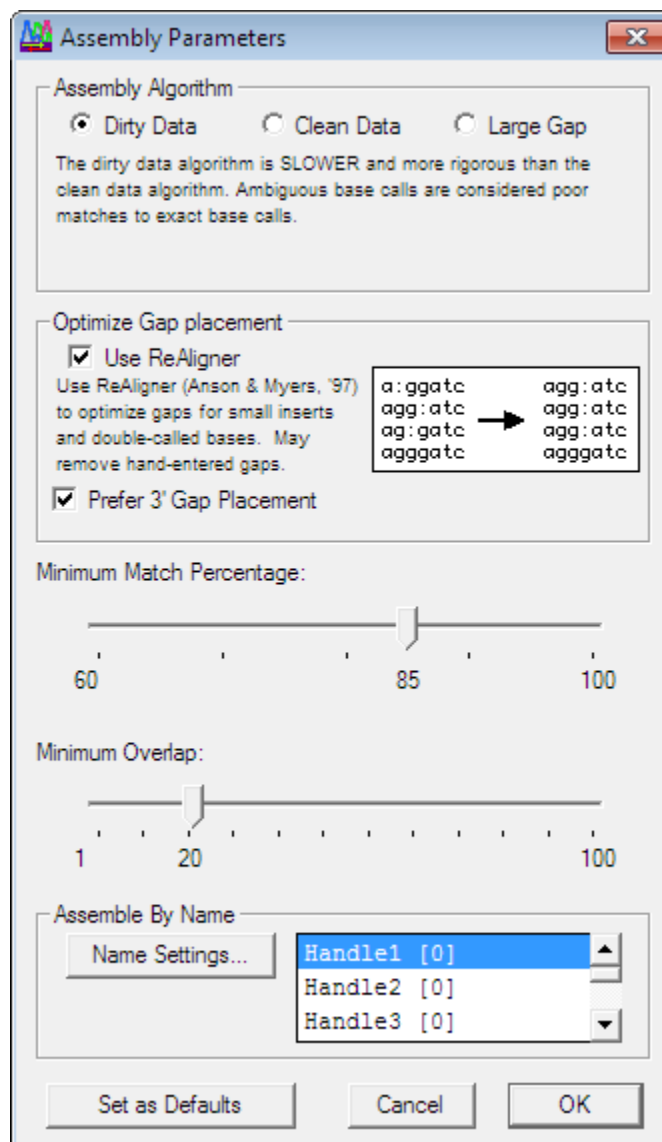 Assembly Parameters
Assembly Algorithm
Dirty Data Clean Data Large Gap
The dirty data algorithm is SLOWER and more rigorous than the
clean data algorithm. Ambiguous base calls are considered poor
matches to exact base calls.
Optimize Gap placement
Use ReAligner
Use ReAligner (Anson & Myers, '97)
to optimize gaps for small inserts
and double-called bases. May
remove hand-entered gaps.
a:ggatc agg:atc
agg:atc agg:atc
ag:gatc agg:atc
agggatc agggatc
Prefer 3' Gap Placement
Minimum Match Percentage:
60 85 100
Minimum Overlap:
1 20 100
Assemble By Name
Name Settings...
Handle1 [0]
Handle2 [0]
Handle3 [0]
Set as Defaults Cancel OK